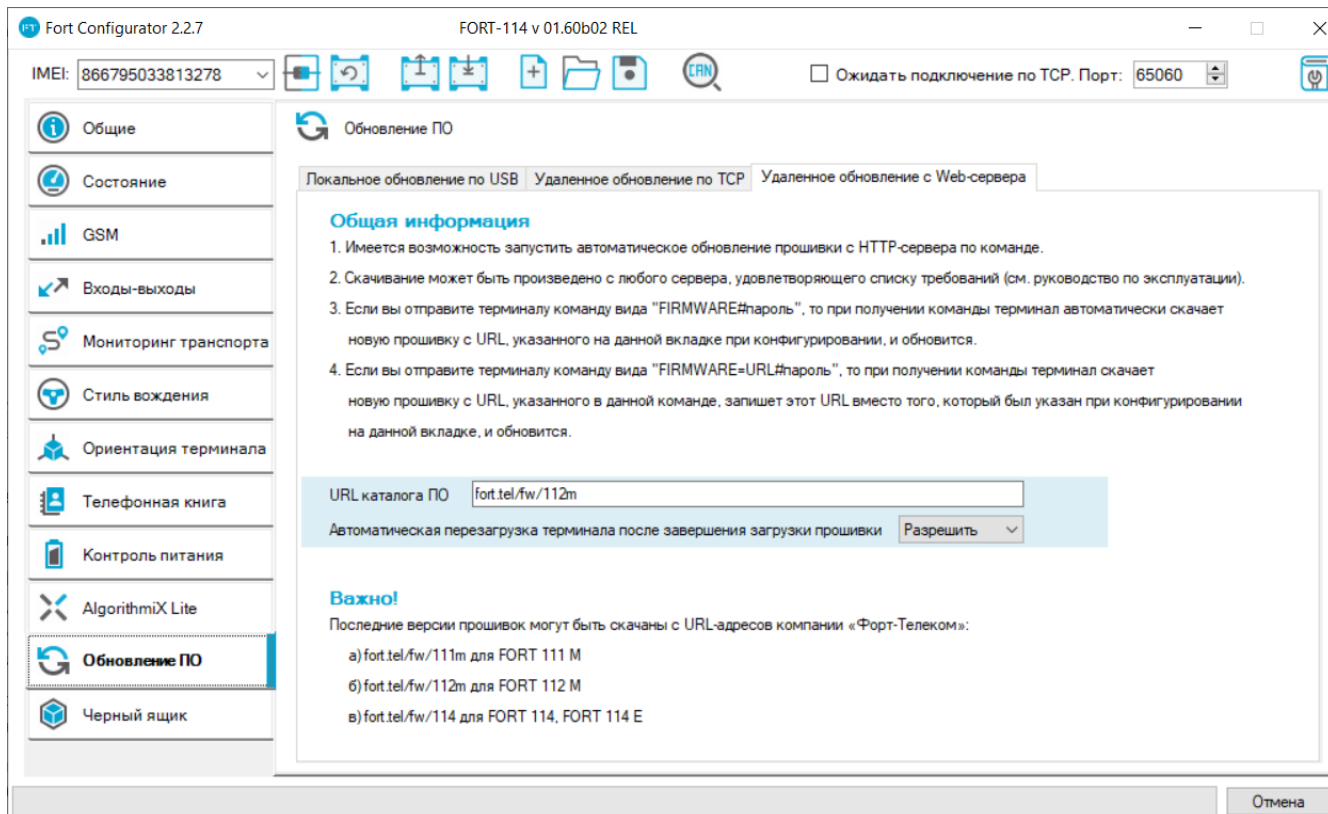 Fort Configurator 2.2.7
FORT-114 v 01.60b02 REL
IMEI: 866795033813278
CAN
Ожидать подключение по TCP. Порт: 65060
Общие
Состояние
GSM
Входы-выходы
Мониторинг транспорта
Стиль вождения
Ориентация терминала
Телефонная книга
Контроль питания
AlgorithmiX Lite
Обновление ПО
Черный ящик
Обновление ПО
Локальное обновление по USB
Удаленное обновление по TCP
Удаленное обновление с Web-сервера
Общая информация
1. Имеется возможность запустить автоматическое обновление прошивки с HTTP-сервера по команде.
2. Скачивание может быть произведено с любого сервера, удовлетворяющего списку требований (см. руководство по эксплуатации).
3. Если вы отправите терминалу команду вида "FIRMWARE#пароль", то при получении команды терминал автоматически скачает
новую прошивку с URL, указанного на данной вкладке при конфигурировании, и обновится.
4. Если вы отправите терминалу команду вида "FIRMWARE=URL#пароль", то при получении команды терминал скачает
новую прошивку с URL, указанного в данной команде, запишет этот URL вместо того, который был указан при конфигурировании
на данной вкладке, и обновится.
URL каталога ПО fort.tel/fw/112m
Автоматическая перезагрузка терминала после завершения загрузки прошивки Разрешить
Важно!
Последние версии прошивок могут быть скачаны с URL-адресов компании «Форт-Телеком»:
а) fort.tel/fw/111m для FORT 111 M
б) fort.tel/fw/112m для FORT 112 M
в) fort.tel/fw/114 для FORT 114, FORT 114 E
Отмена